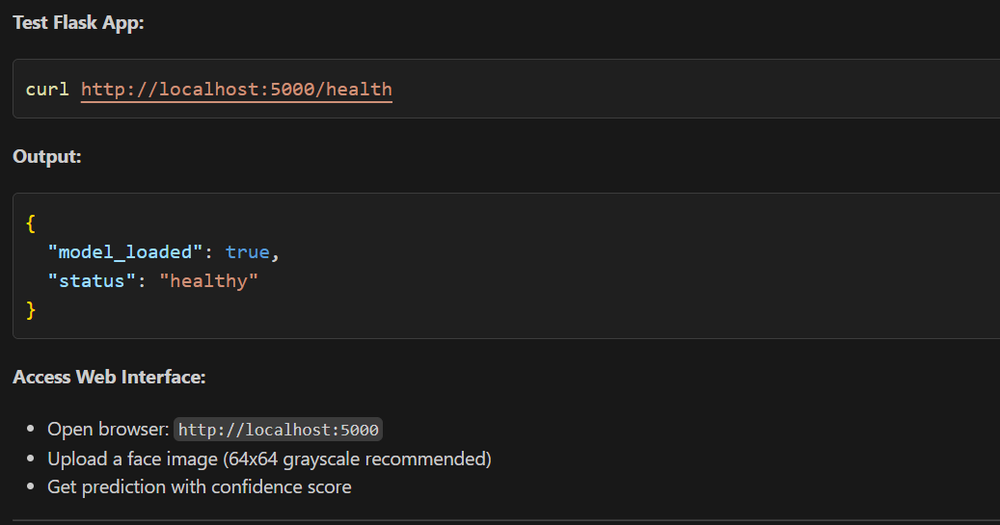 Test Flask App:
curl http://localhost:5000/health
Output:
{
"model_loaded": true,
"status": "healthy"
}
Access Web Interface:
• Open browser: http://localhost:5000
• Upload a face image (64x64 grayscale recommended)
• Get prediction with confidence score